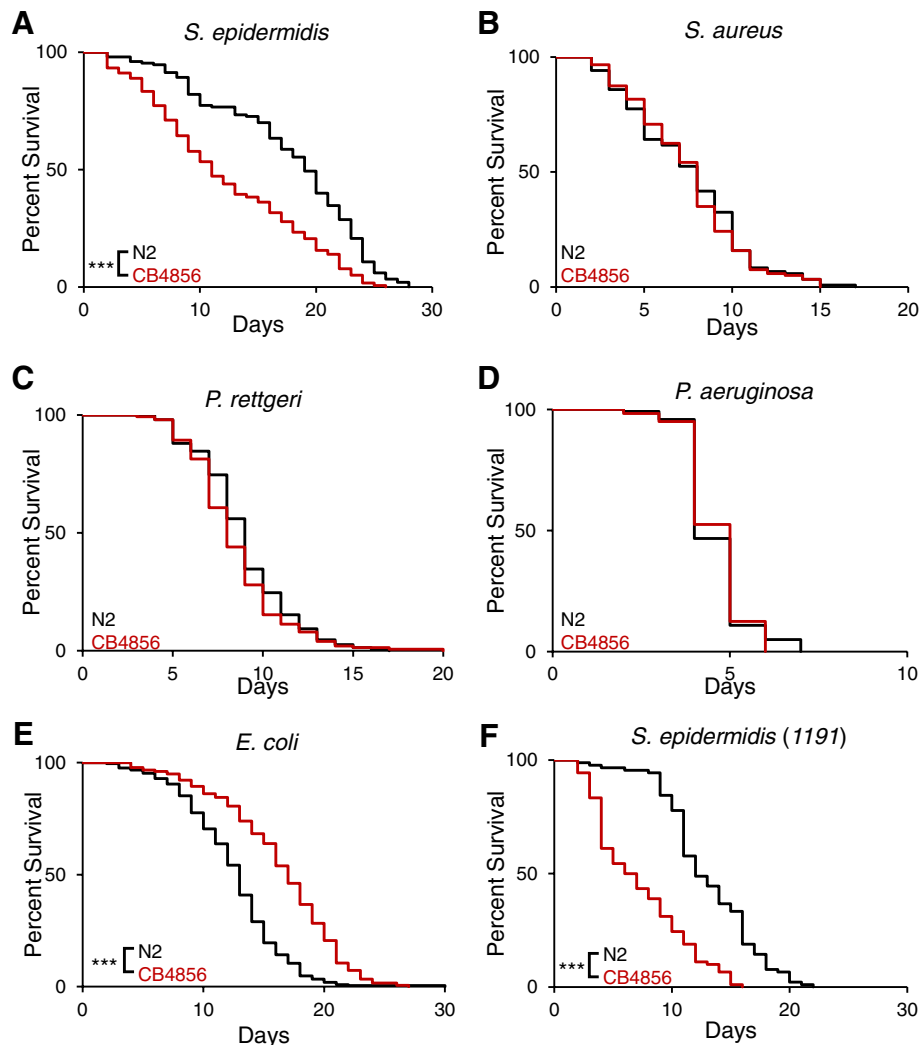 A
S. epidermidis
100
50
0
Percent Survival
***
N2
CB4856
0
10
20
30
Days
B
S. aureus
100
50
0
Percent Survival
N2
CB4856
0
5
10
15
20
Days
C
P. rettgeri
100
50
0
Percent Survival
N2
CB4856
0
5
10
15
20
Days
D
P. aeruginosa
100
50
0
Percent Survival
N2
CB4856
0
5
10
Days
E
E. coli
100
50
0
Percent Survival
***
N2
CB4856
0
10
20
30
Days
F
S. epidermidis (1191)
100
50
0
Percent Survival
***
N2
CB4856
0
10
20
30
Days